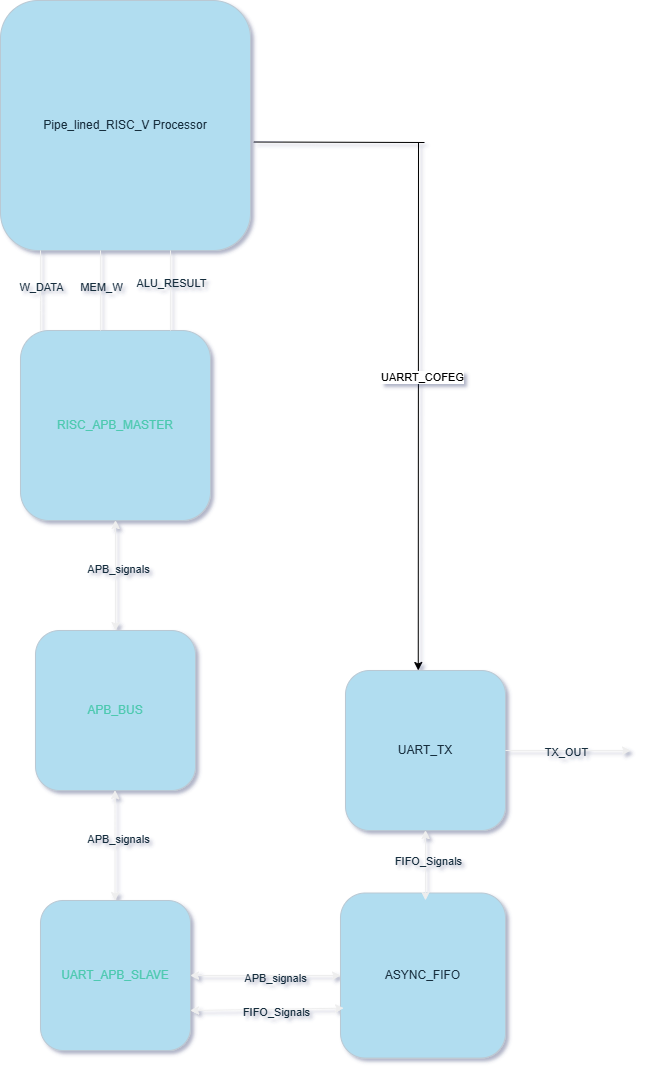 Pipe_lined_RISC_V Processor
W_DATA
MEM_W
ALU_RESULT
UARRT_COFEG
RISC_APB_MASTER
APB_signals
APB_BUS
UART_TX
TX_OUT
APB_signals
FIFO_Signals
UART_APB_SLAVE
APB_signals
FIFO_Signals
ASYNC_FIFO